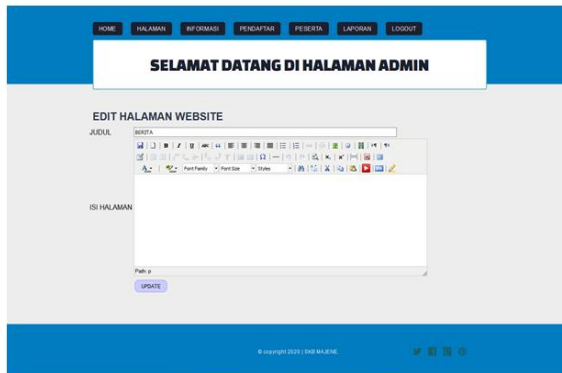 HOME HALAMAN INFORMASI PENDAFTAR PESERTA LAPORAN LOGOUT
SELAMAT DATANG DI HALAMAN ADMIN
EDIT HALAMAN WEBSITE
JUDUL BERITA
Font Family Font Size Styles
ISI HALAMAN
Path: p
UPDATE
© copyright 2020 | SKB MAJENE